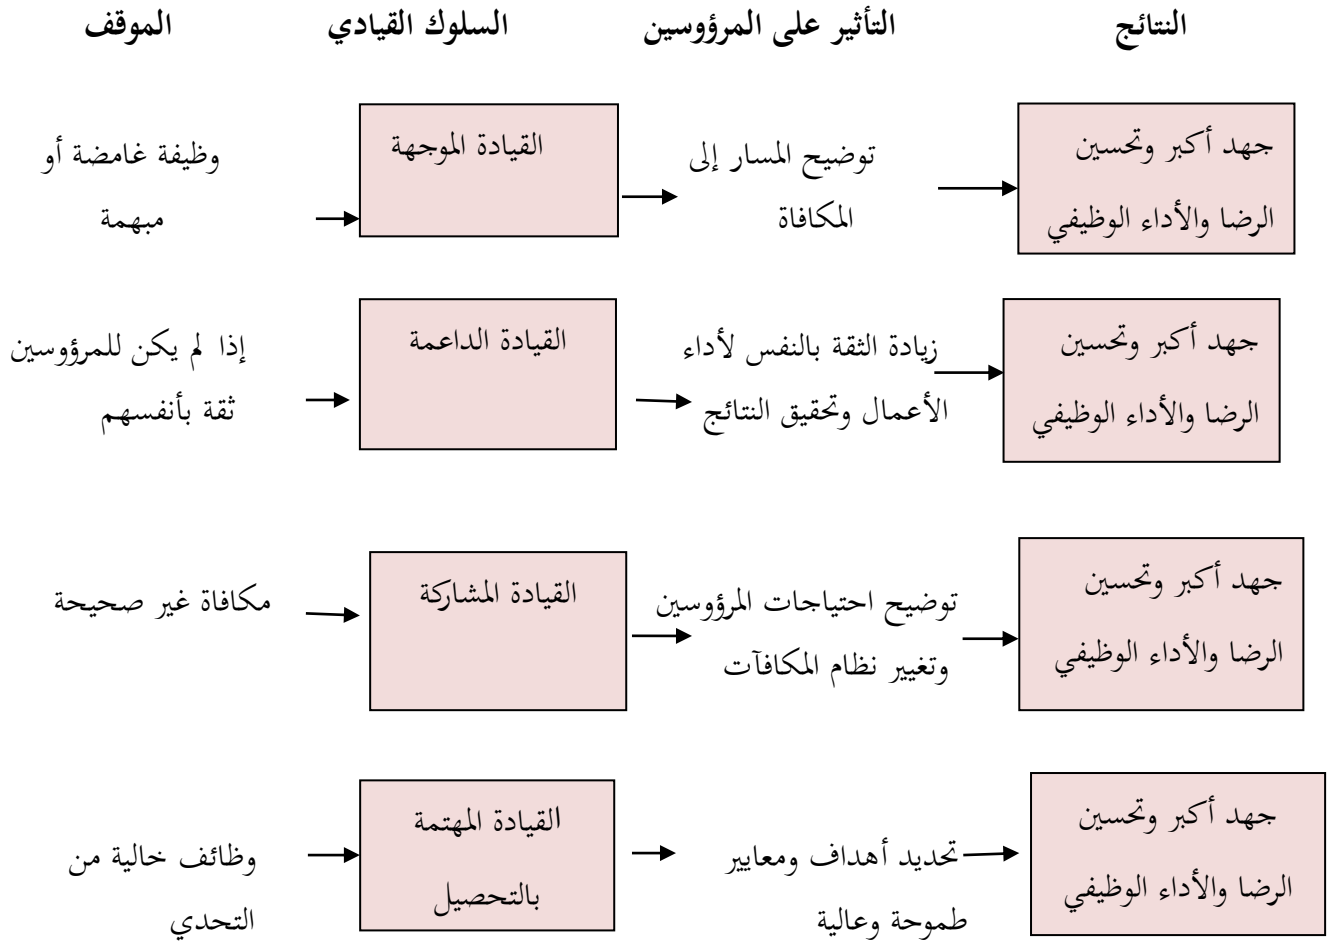 الموقف
السلوك القيادي
التأثير على المرؤوسين
النتائج
وظيفة غامضة أو
مبهمة
القيادة الموجهة
توضيح المسار إلى
المكافاة
جهد أكبر وتحسين
الرضا والأداء الوظيفي
إذا لم يكن للمرؤوسين
ثقة بأنفسهم
القيادة الداعمة
زيادة الثقة بالنفس لأداء
الأعمال وتحقيق النتائج
جهد أكبر وتحسين
الرضا والأداء الوظيفي
مكافاة غير صحيحة
القيادة المشاركة
توضيح احتياجات المرؤوسين
وتغيير نظام المكافآت
جهد أكبر وتحسين
الرضا والأداء الوظيفي
وظائف خالية من
التحدي
القيادة المهتمة
بالتحصيل
تحديد أهداف ومعايير
طموحة وعالية
جهد أكبر وتحسين
الرضا والأداء الوظيفي